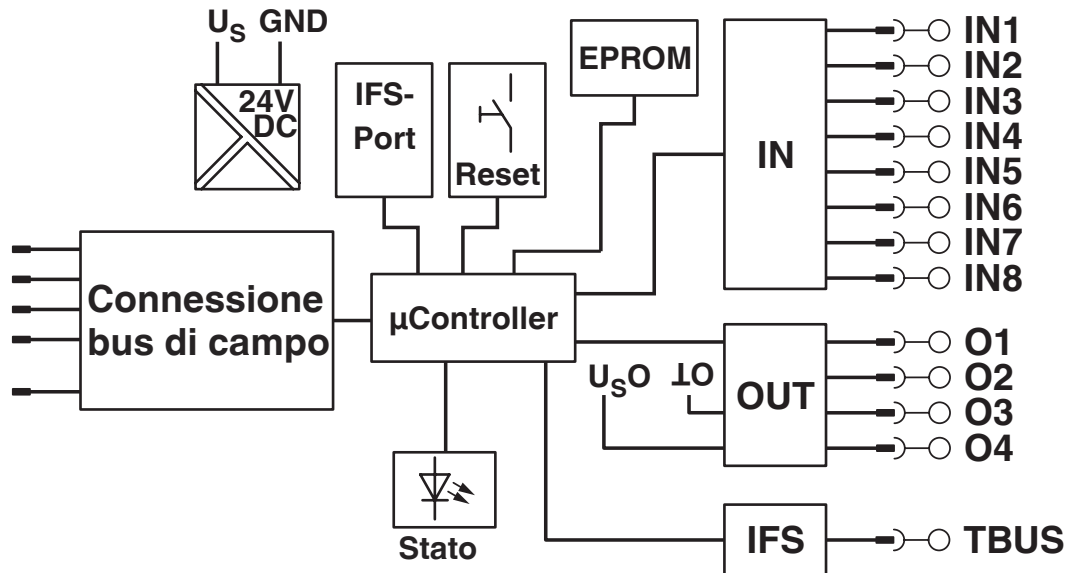 US GND
24V
DC
IFS-
Port
Reset
EPROM
IN
IN1
IN2
IN3
IN4
IN5
IN6
IN7
IN8
Connessione
bus di campo
µController
USO
⊥O
OUT
O1
O2
O3
O4
Stato
IFS
TBUS